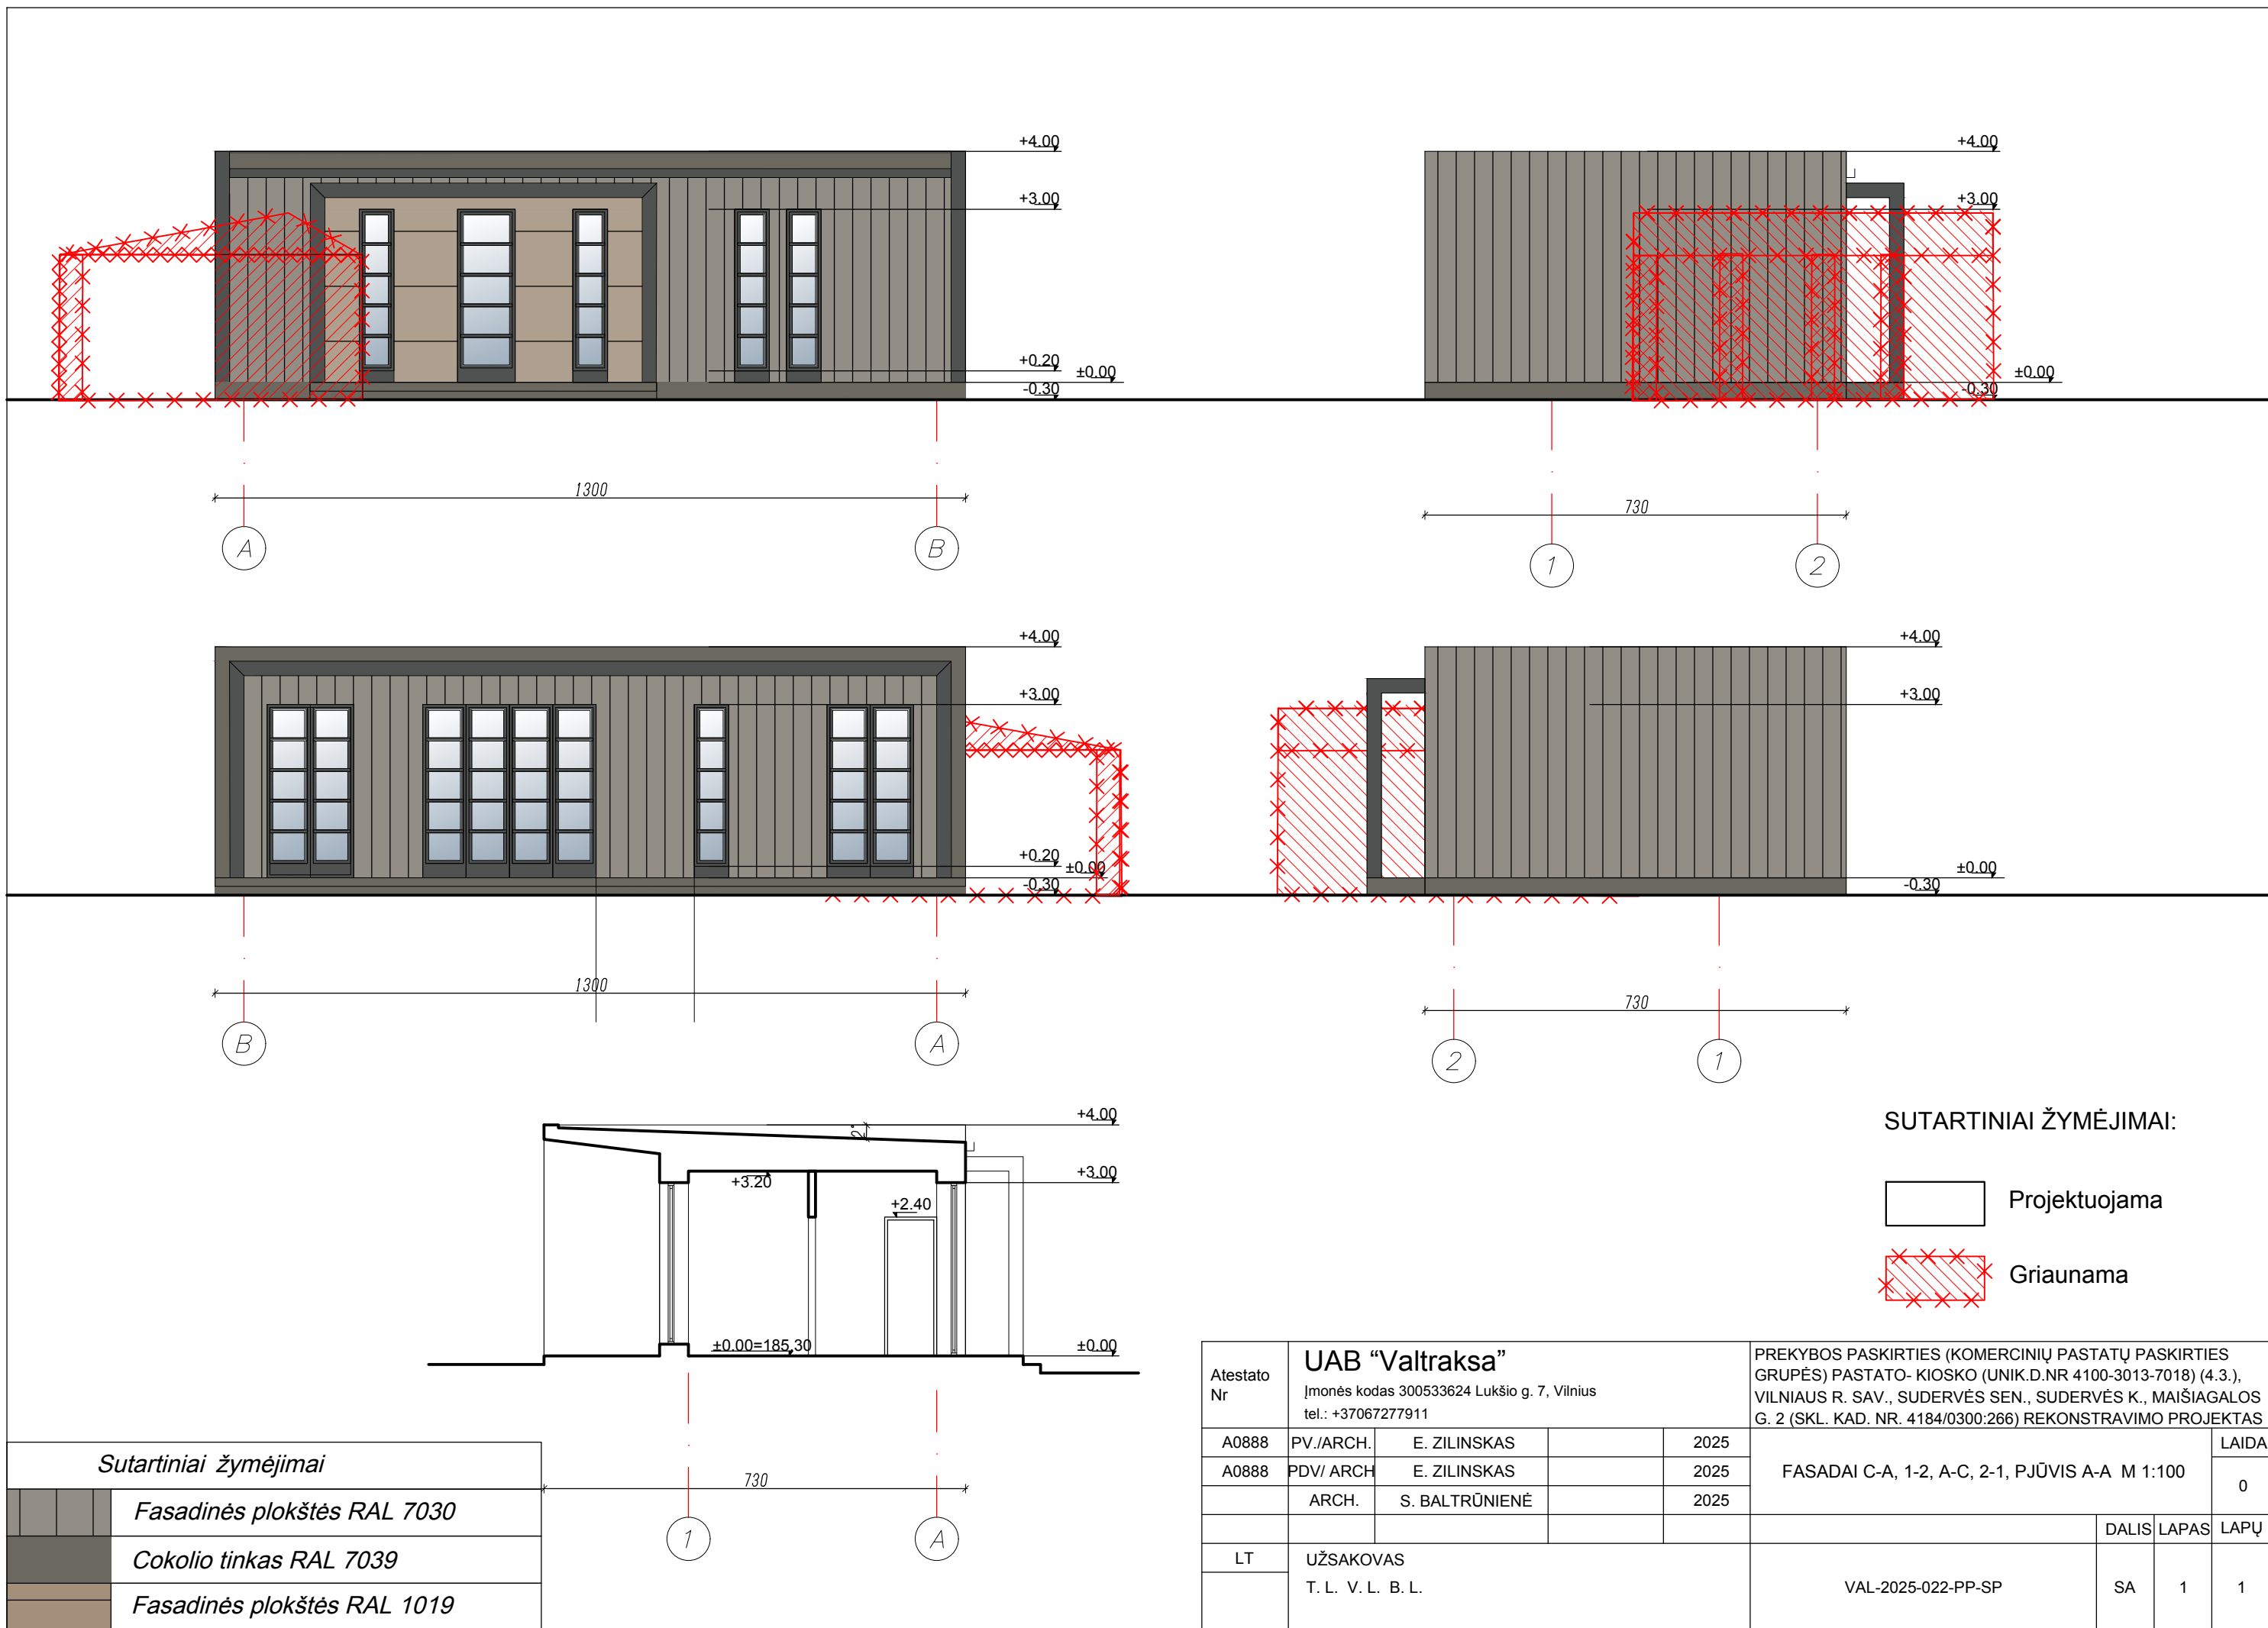 +4.00
+3.00
+0.20
±0.00
-0.30
1300
A
B
+4.00
+3.00
±0.00
-0.30
730
1
2
+4.00
+3.00
+0.20
±0.00
-0.30
1300
B
A
+4.00
+3.00
±0.00
-0.30
730
2
1
+4.00
2°
+3.00
+3.20
+2.40
±0.00=185,30
±0.00
730
1
A
SUTARTINIAI ŽYMĖJIMAI:
Projektuojama
Griaunama
Sutartiniai žymėjimai
Fasadinės plokštės RAL 7030
Cokolio tinkas RAL 7039
Fasadinės plokštės RAL 1019
Atestato
Nr
UAB “Valtraksa”
Įmonės kodas 300533624 Lukšio g. 7, Vilnius
tel.: +37067277911
PREKYBOS PASKIRTIES (KOMERCINIŲ PASTATŲ PASKIRTIES
GRUPĖS) PASTATO- KIOSKO (UNIK.D.NR 4100-3013-7018) (4.3.),
VILNIAUS R. SAV., SUDERVĖS SEN., SUDERVĖS K., MAIŠIAGALOS
G. 2 (SKL. KAD. NR. 4184/0300:266) REKONSTRAVIMO PROJEKTAS
A0888 PV./ARCH. E. ZILINSKAS 2025
A0888 PDV/ ARCH E. ZILINSKAS 2025
ARCH. S. BALTRŪNIENĖ 2025
FASADAI C-A, 1-2, A-C, 2-1, PJŪVIS A-A M 1:100
LAIDA
0
DALIS LAPAS LAPŲ
LT
UŽSAKOVAS
T. L. V. L. B. L.
VAL-2025-022-PP-SP SA 1 1